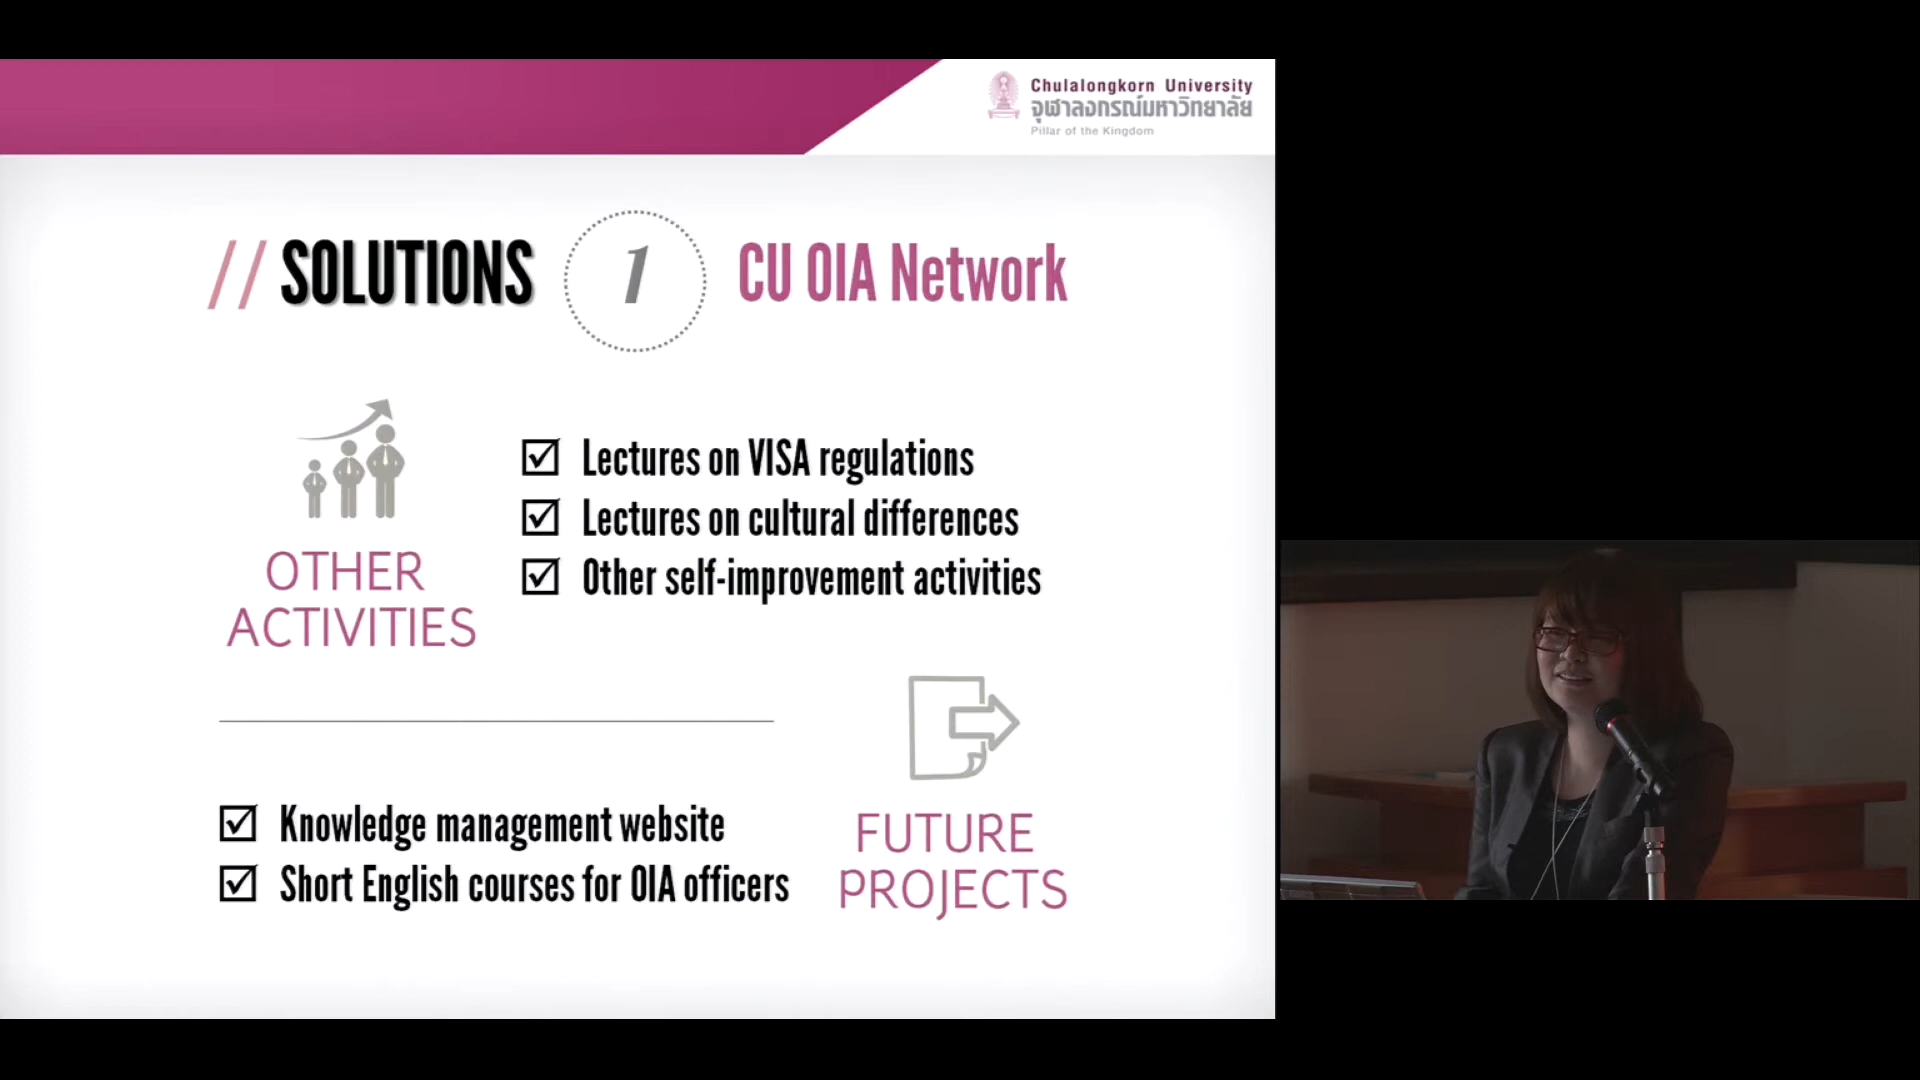 Chulalongkorn University
จุฬาลงกรณ์มหาวิทยาลัย
Pillar of the Kingdom
// SOLUTIONS 1 CU OIA Network
OTHER
ACTIVITIES
Lectures on VISA regulations
Lectures on cultural differences
Other self-improvement activities
Knowledge management website
Short English courses for OIA officers
FUTURE
PROJECTS